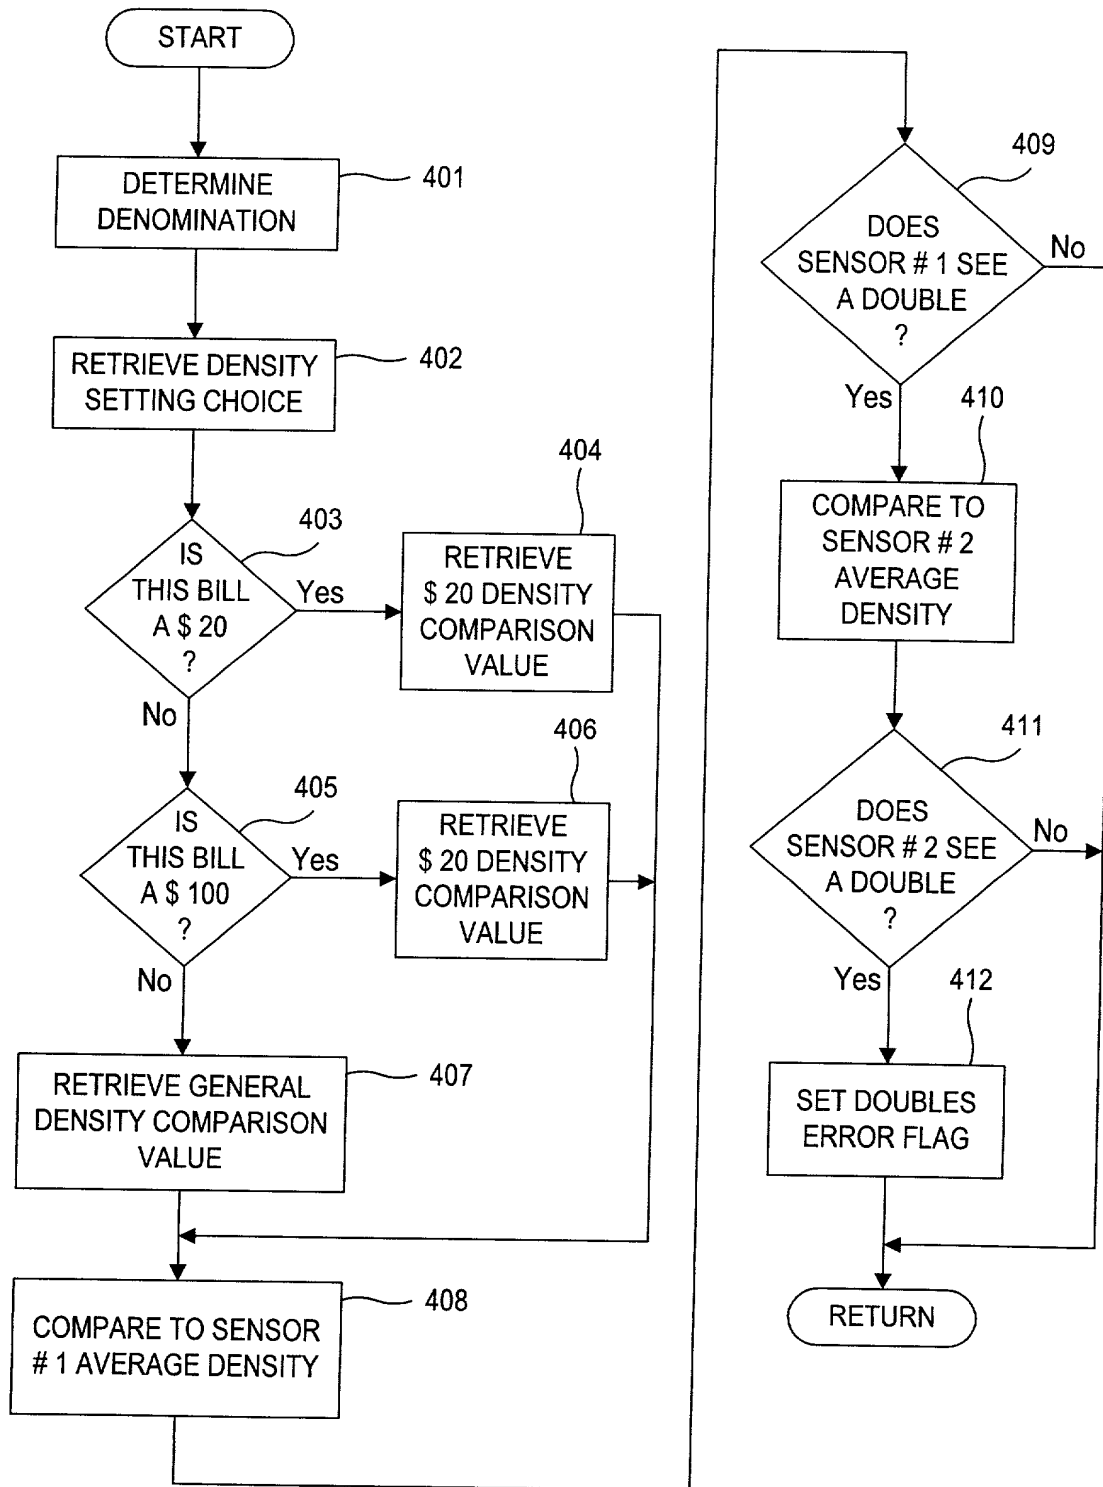 START
DETERMINE
DENOMINATION
401
RETRIEVE DENSITY
SETTING CHOICE
402
IS
THIS BILL
A $ 20
?
403
Yes
No
RETRIEVE
$ 20 DENSITY
COMPARISON
VALUE
404
IS
THIS BILL
A $ 100
?
405
Yes
No
RETRIEVE
$ 20 DENSITY
COMPARISON
VALUE
406
RETRIEVE GENERAL
DENSITY COMPARISON
VALUE
407
COMPARE TO SENSOR
# 1 AVERAGE DENSITY
408
DOES
SENSOR # 1 SEE
A DOUBLE
?
409
No
Yes
COMPARE TO
SENSOR # 2
AVERAGE
DENSITY
410
DOES
SENSOR # 2 SEE
A DOUBLE
?
411
No
Yes
SET DOUBLES
ERROR FLAG
412
RETURN